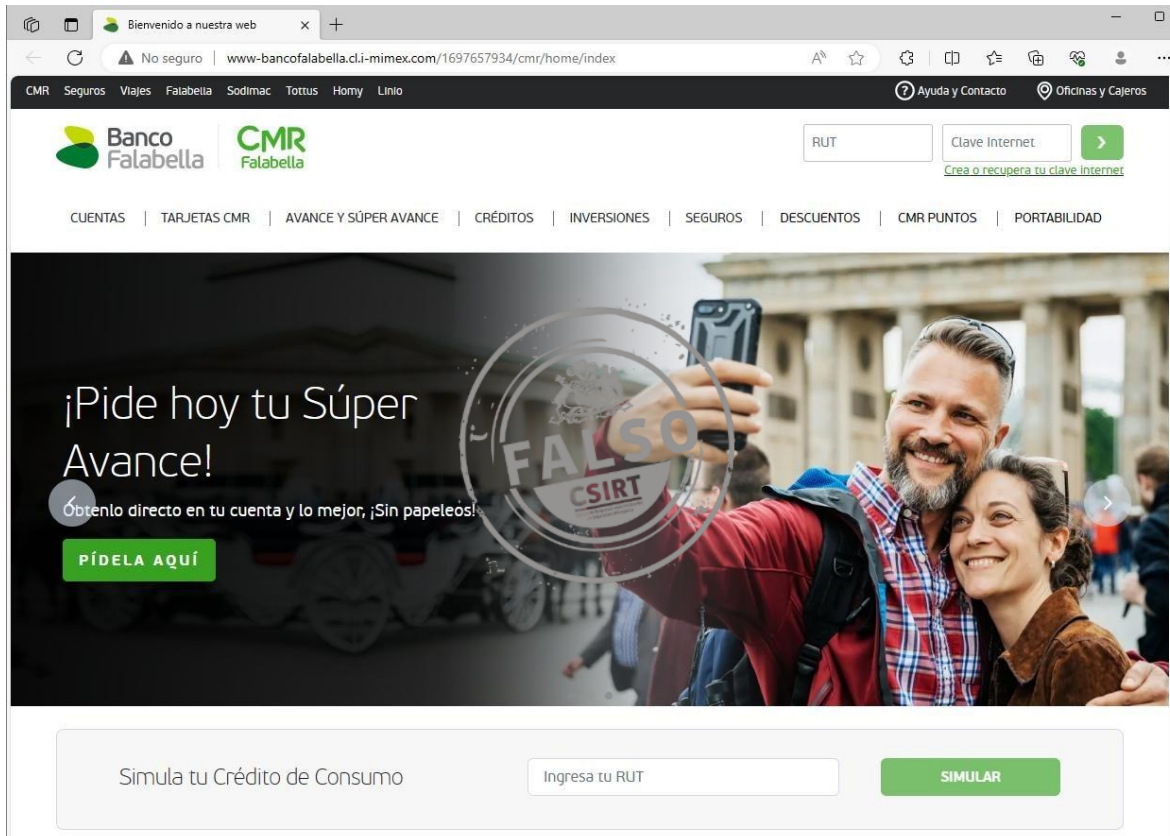 Bienvenido a nuestra web
No seguro | www-bancofalabella.cl.i-mimex.com/1697657934/cmr/home/index
CMR Seguros Viajes Falabella Sodimac Tottus Homy Linio
Ayuda y Contacto Oficinas y Cajeros
Banco Falabella
CMR Falabella
RUT
Clave Internet
Crea o recupera tu clave internet
CUENTAS | TARJETAS CMR | AVANCE Y SÚPER AVANCE | CRÉDITOS | INVERSIONES | SEGUROS | DESCUENTOS | CMR PUNTOS | PORTABILIDAD
¡Pide hoy tu Súper
Avance!
Obtenlo directo en tu cuenta y lo mejor, ¡Sin papeleos!
PÍDELA AQUÍ
FALSO
CSIRT
Simula tu Crédito de Consumo
Ingresa tu RUT
SIMULAR